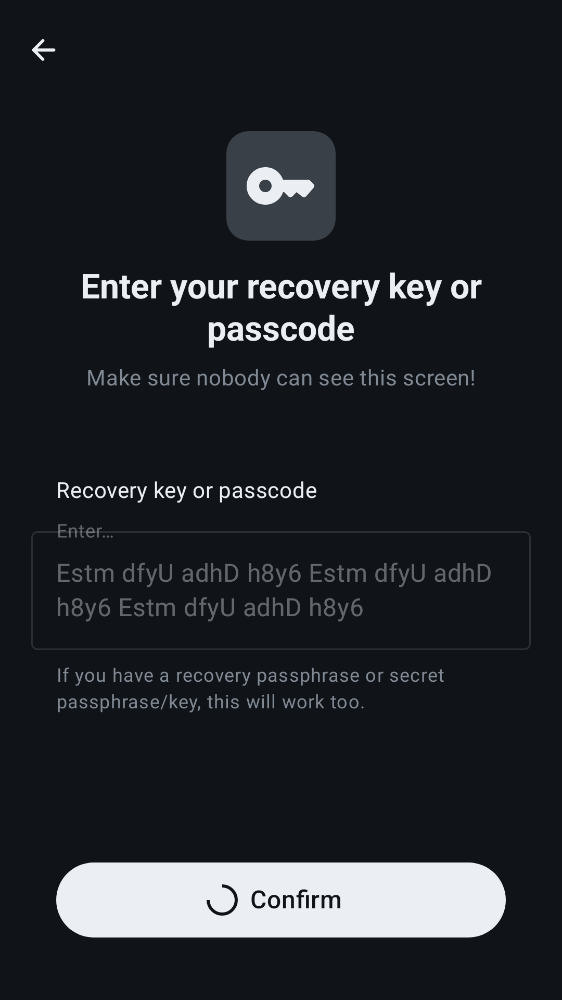 Enter your recovery key or
passcode
Make sure nobody can see this screen!
Recovery key or passcode
Enter…
Estm dfyU adhD h8y6 Estm dfyU adhD
h8y6 Estm dfyU adhD h8y6
If you have a recovery passphrase or secret
passphrase/key, this will work too.
Confirm